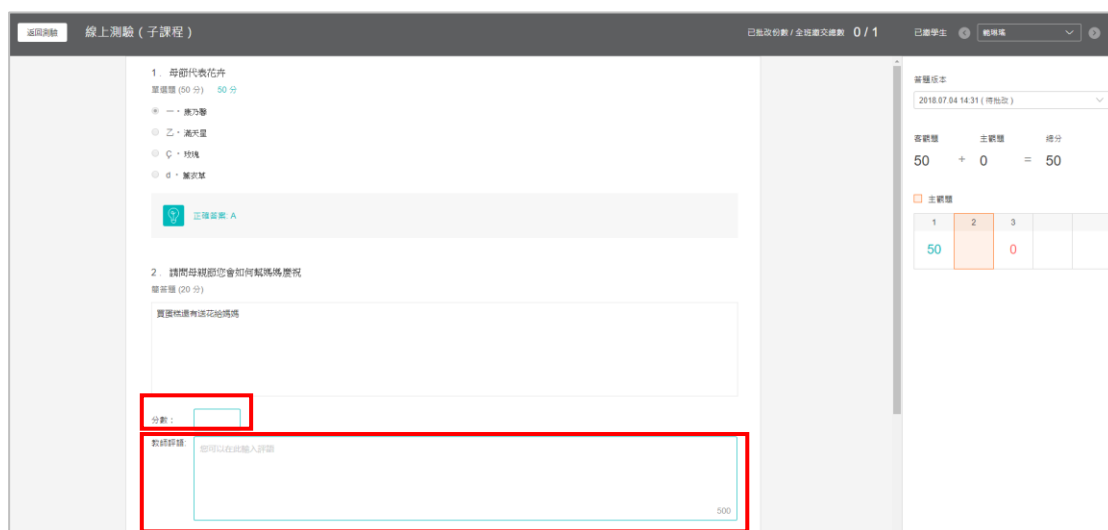 返回測驗
線上測驗（子課程）
已批改份數 / 全班繳交總數 0 / 1
已繳學生
1. 母節代表花卉
單選題 (50 分) 50 分
一・康乃馨
乙・滿天星
Ç・玫瑰
d・薰衣草
正確答案: A
2. 請問母親節您會如何幫媽媽慶祝
簡答題 (20 分)
買蛋糕還有送花給媽媽
分數：
教師評語:
您可以在此輸入評語
500
答題版本
2018.07.04 14:31 ( 待批改 )
客觀題 主觀題 總分
50 + 0 = 50
主觀題
1 2 3
50 0